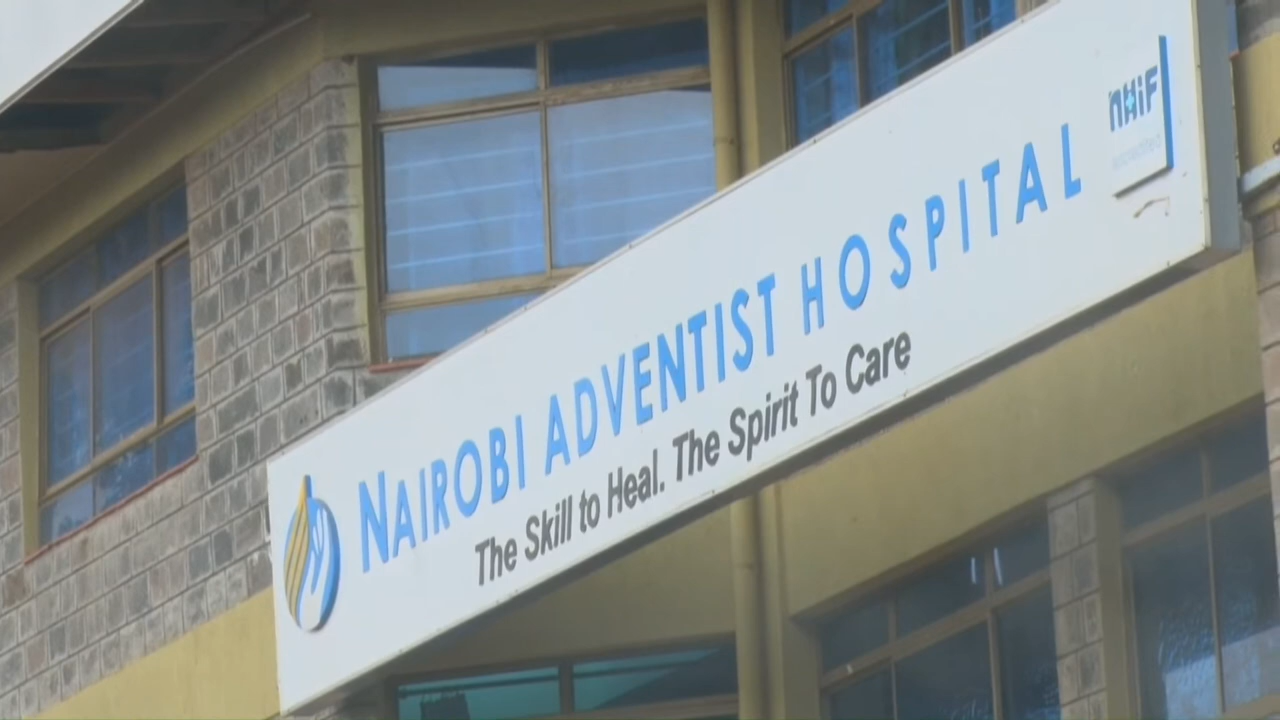 NAIROBI ADVENTIST HOSPITAL
The Skill to Heal. The Spirit To Care
NHiF